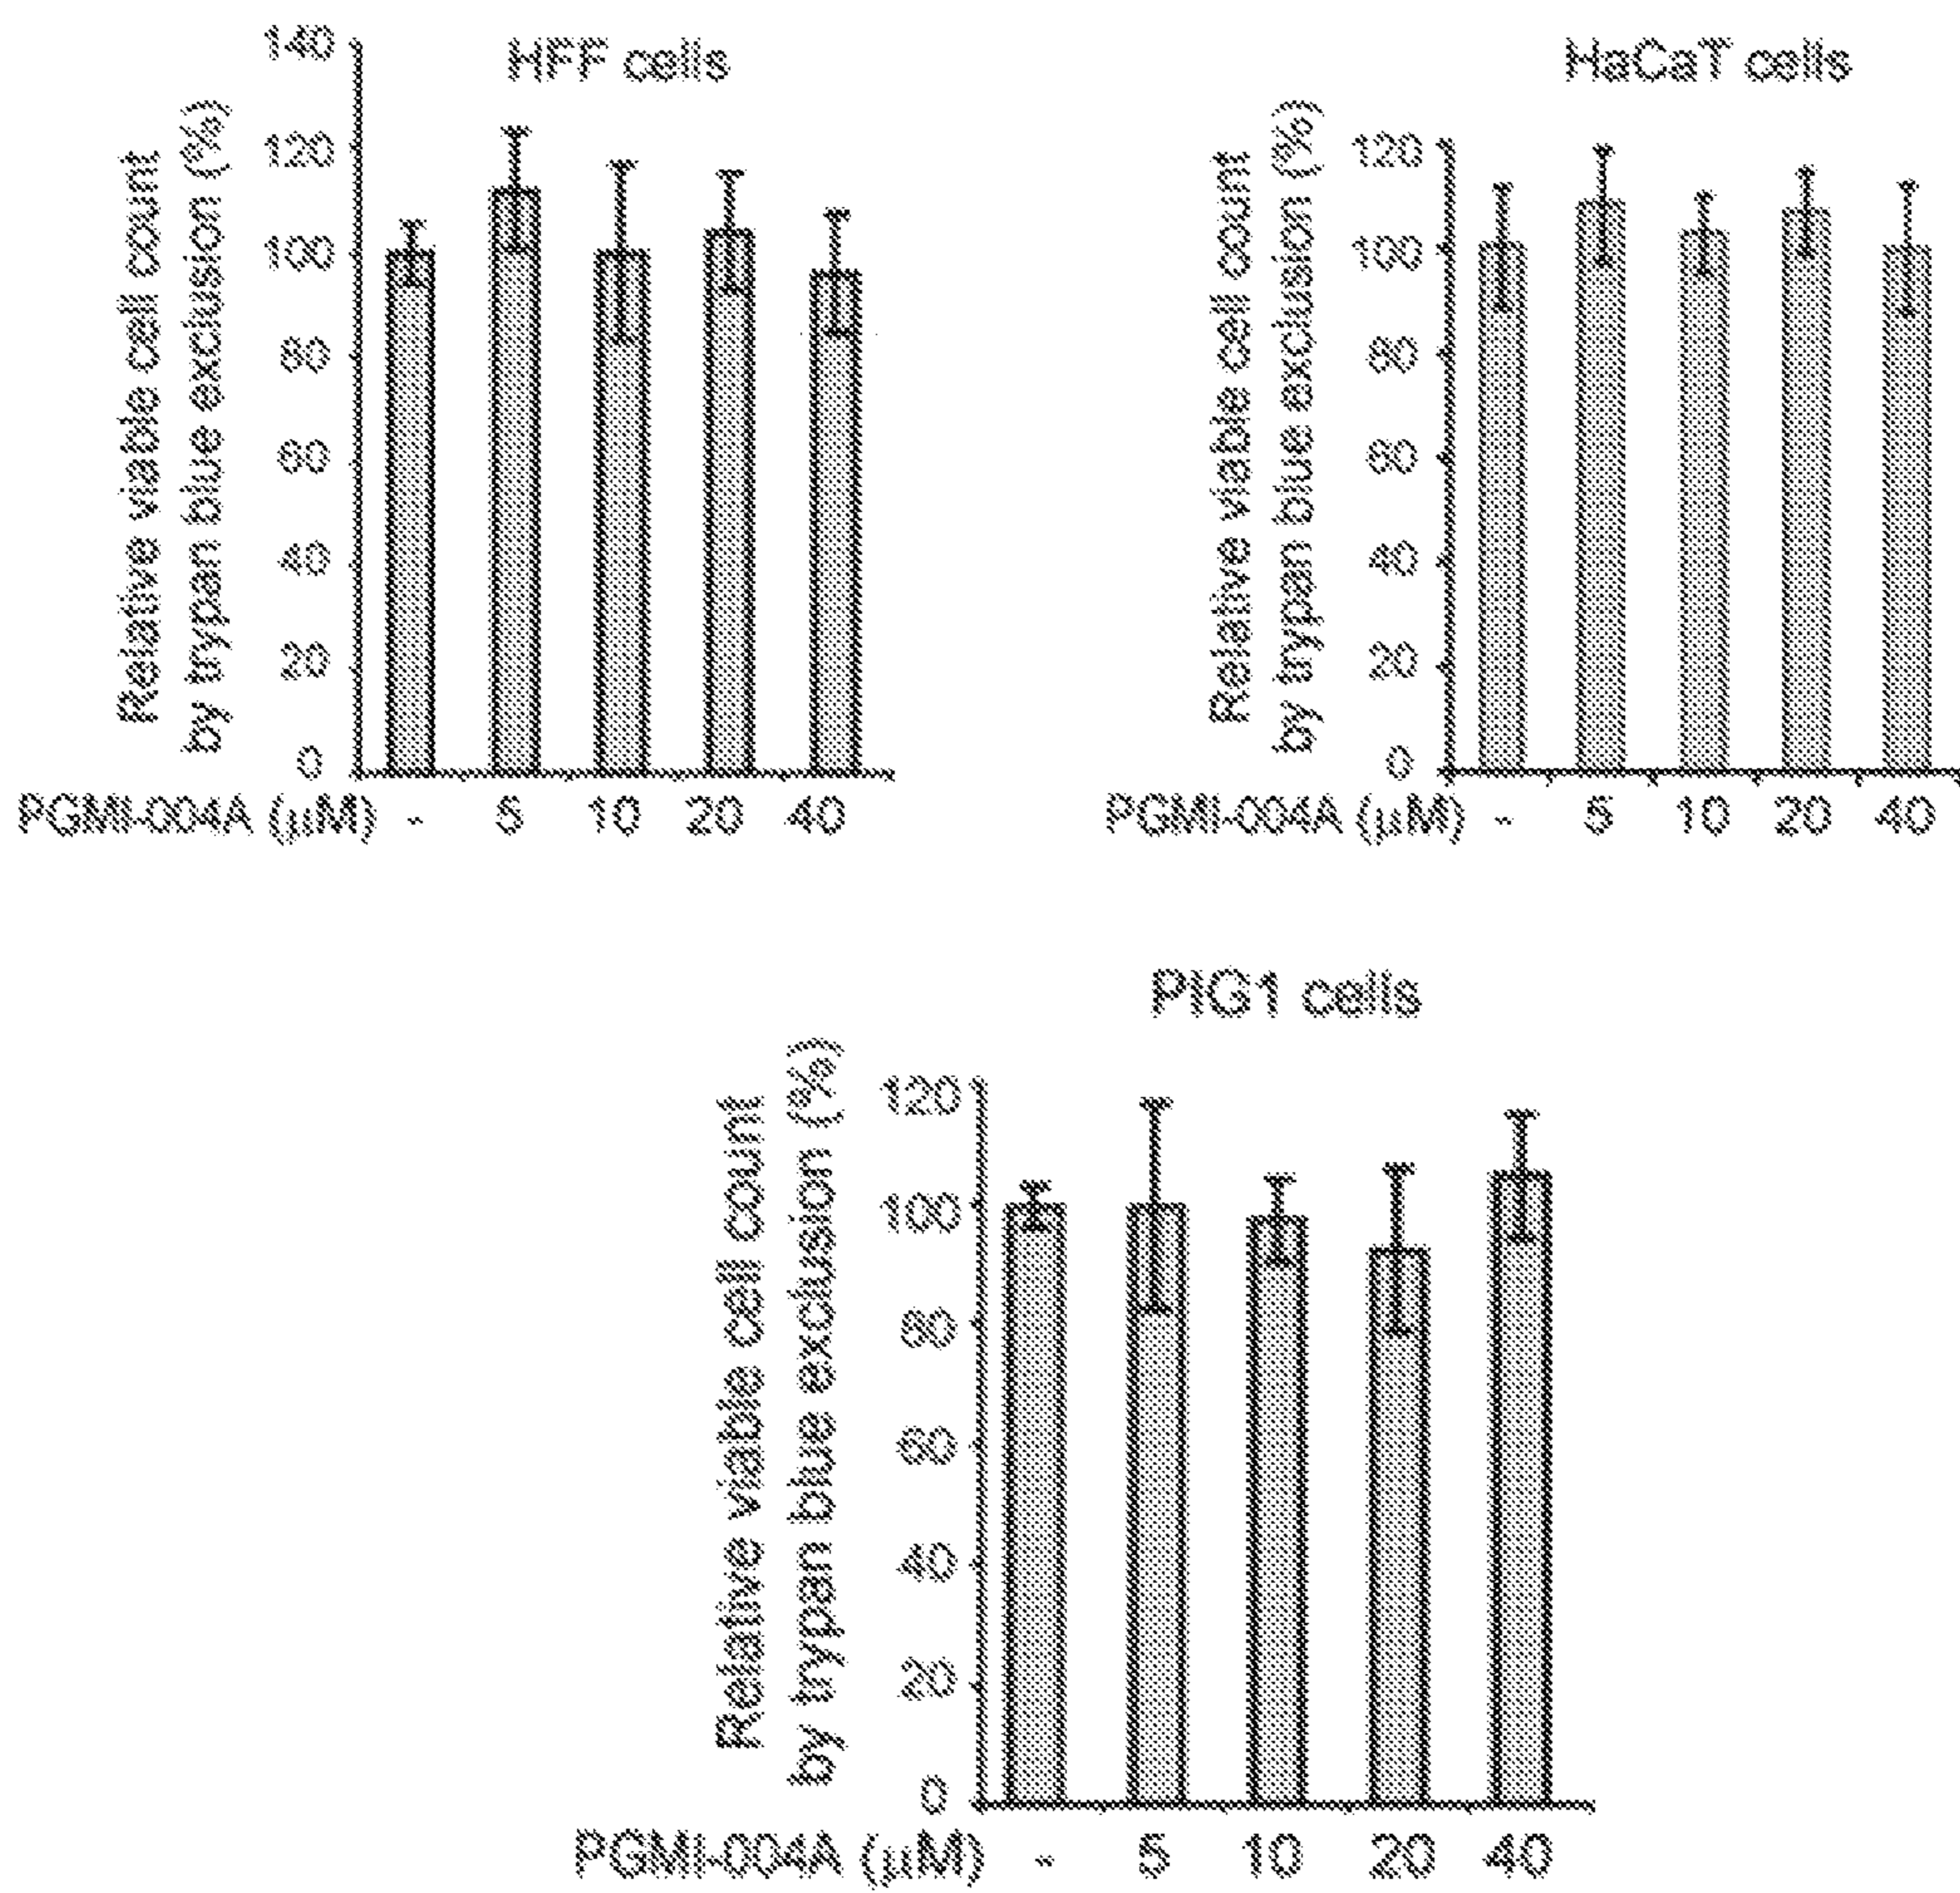 HFF cells
Relative viable cell count
by trypan blue exclusion (%)
140
120
100
80
60
40
20
0
PGMI-004A (μM) - 5 10 20 40
HaCaT cells
Relative viable cell count
by trypan blue exclusion (%)
120
100
80
60
40
20
0
PGMI-004A (μM) - 5 10 20 40
PIG1 cells
Relative viable cell count
by trypan blue exclusion (%)
120
100
80
60
40
20
0
PGMI-004A (μM) - 5 10 20 40